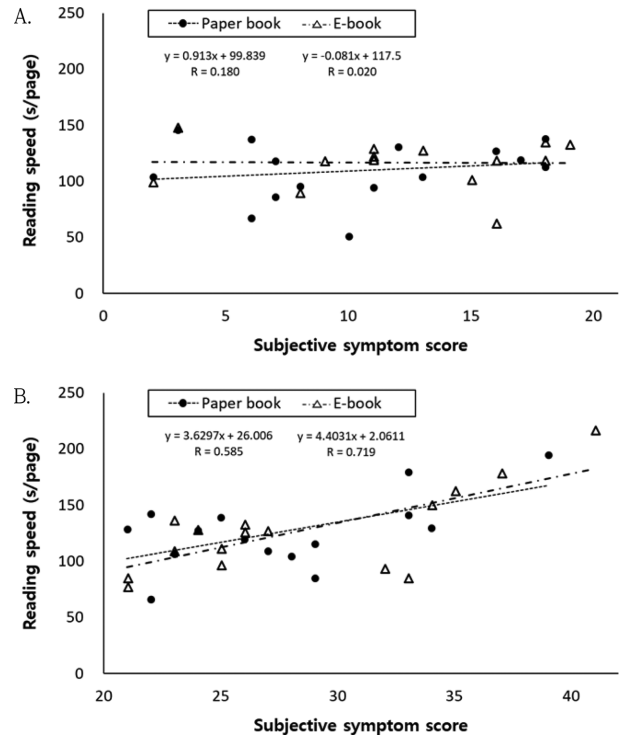 A.
Paper book E-book
y = 0.913x + 99.839 y = -0.081x + 117.5
R = 0.180 R = 0.020
Reading speed (s/page)
250
200
150
100
50
0
0 5 10 15 20
Subjective symptom score
B.
Paper book E-book
y = 3.6297x + 26.006 y = 4.4031x + 2.0611
R = 0.585 R = 0.719
Reading speed (s/page)
250
200
150
100
50
0
20 25 30 35 40
Subjective symptom score